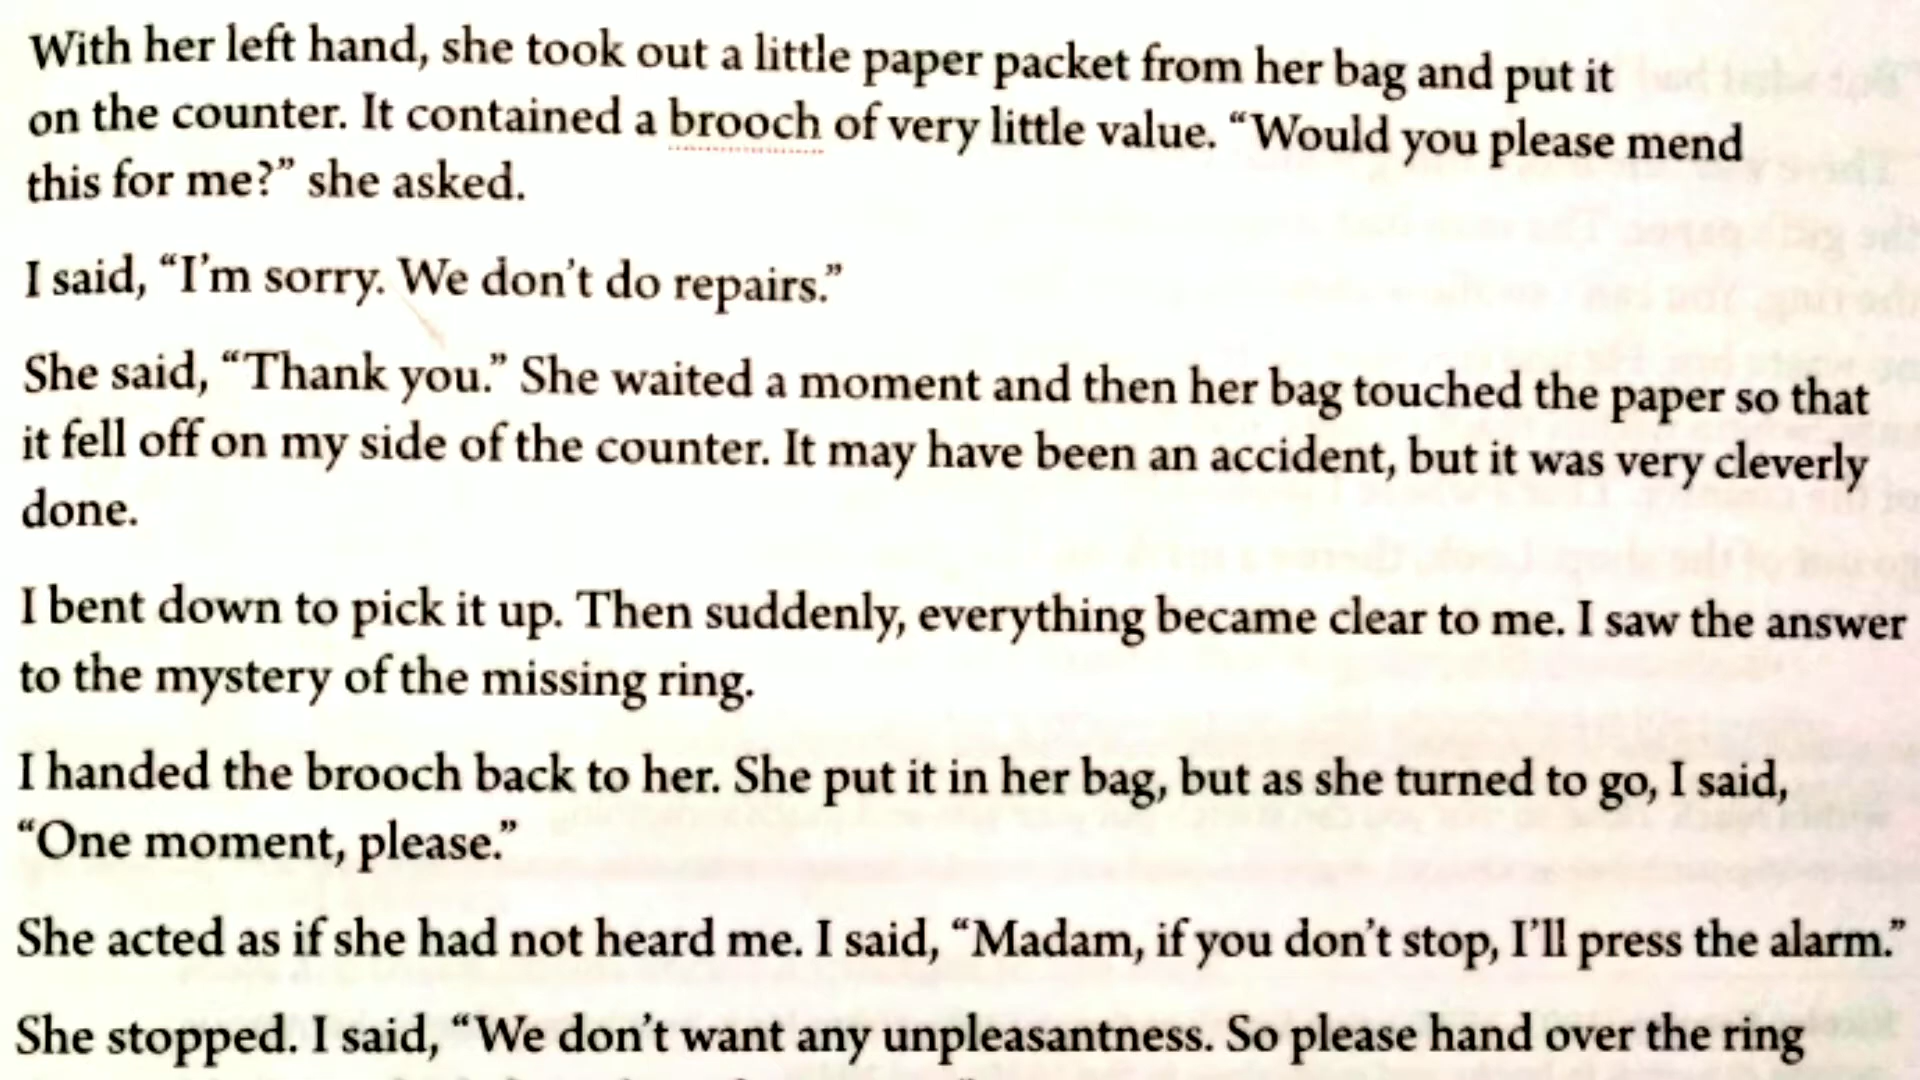 With her left hand, she took out a little paper packet from her bag and put it
on the counter. It contained a brooch of very little value. “Would you please mend
this for me?” she asked.
I said, “I’m sorry. We don’t do repairs.”
She said, “Thank you.” She waited a moment and then her bag touched the paper so that
it fell off on my side of the counter. It may have been an accident, but it was very cleverly
done.
I bent down to pick it up. Then suddenly, everything became clear to me. I saw the answer
to the mystery of the missing ring.
I handed the brooch back to her. She put it in her bag, but as she turned to go, I said,
“One moment, please.”
She acted as if she had not heard me. I said, “Madam, if you don’t stop, I’ll press the alarm.”
She stopped. I said, “We don’t want any unpleasantness. So please hand over the ring